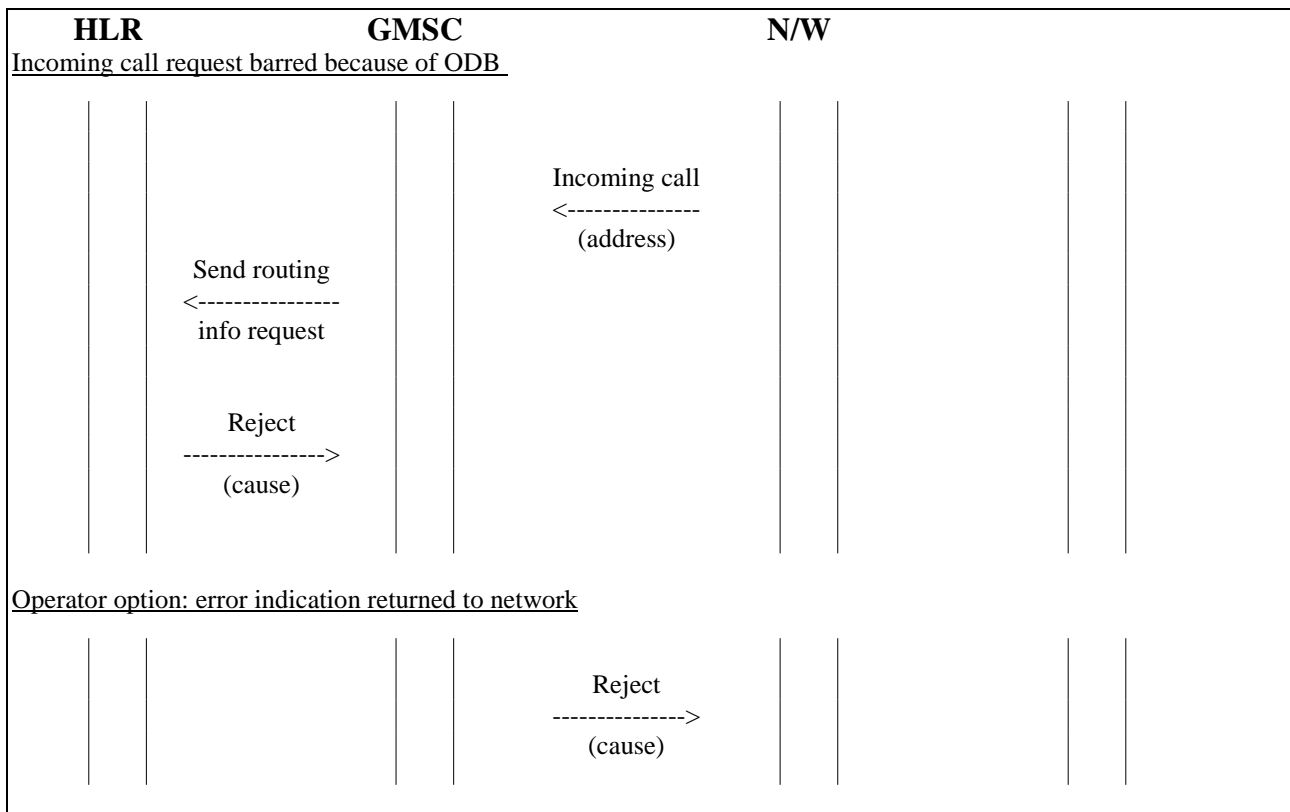 HLR GMSC N/W
Incoming call request barred because of ODB
Incoming call
<---------------
(address)
Send routing
<----------------
info request
Reject
---------------->
(cause)
Operator option: error indication returned to network
Reject
--------------->
(cause)